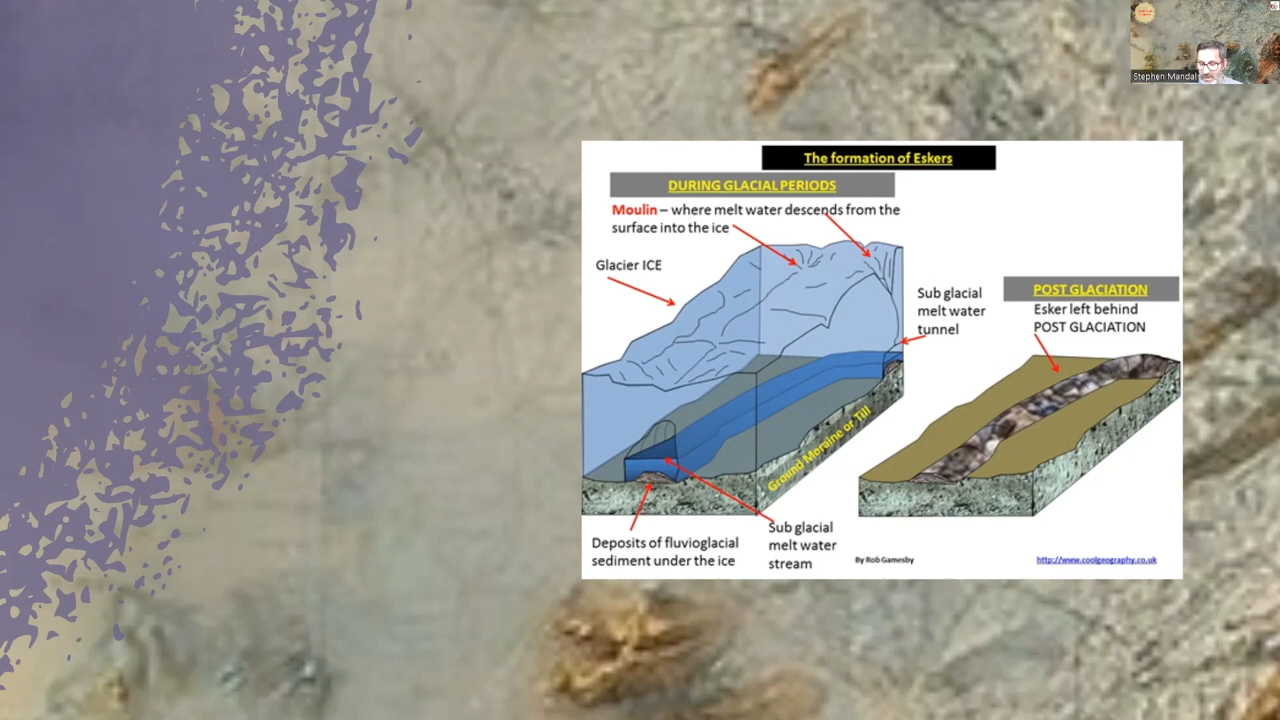 Stephen Mandal
The formation of Eskers
DURING GLACIAL PERIODS
Moulin – where melt water descends from the
surface into the ice
Glacier ICE
Sub glacial
melt water
tunnel
POST GLACIATION
Esker left behind
POST GLACIATION
Ground Moraine or Till
Deposits of fluvioglacial
sediment under the ice
Sub glacial
melt water
stream
By Rob Gamesby
http://www.coolgeography.co.uk